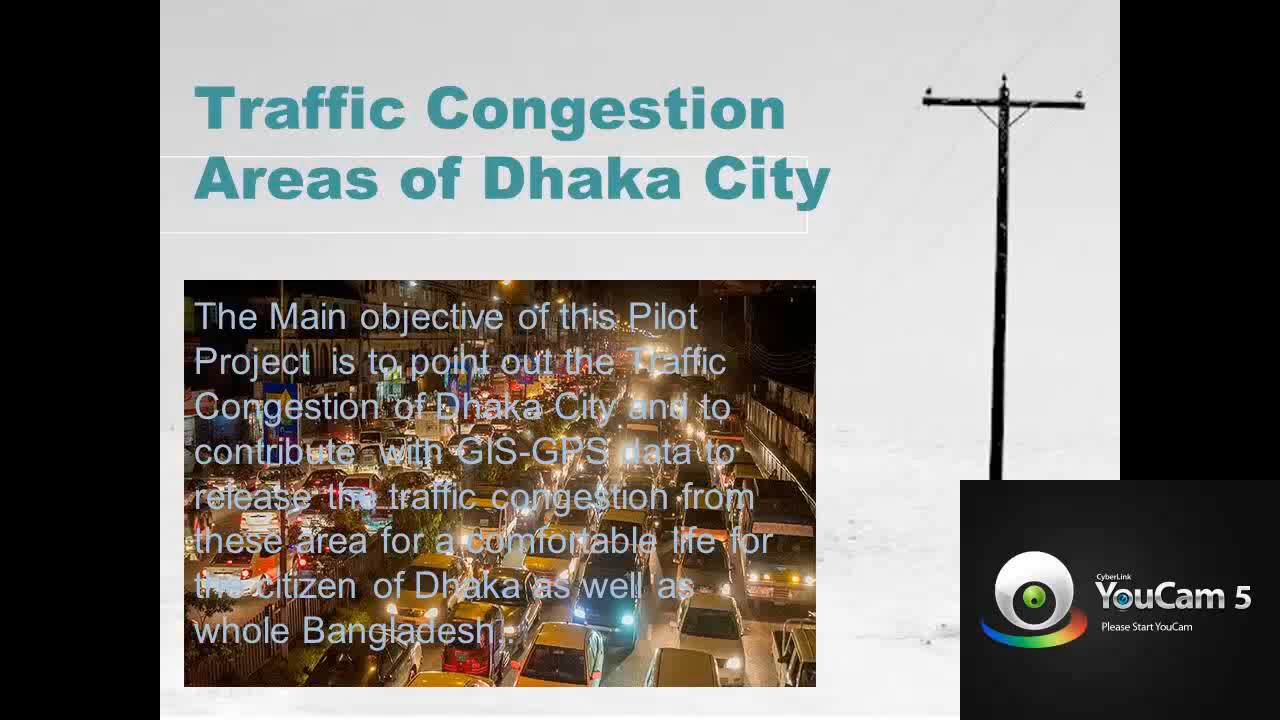 Traffic Congestion
Areas of Dhaka City
The Main objective of this Pilot
Project is to point out the Traffic
Congestion of Dhaka City and to
contribute with GIS-GPS data to
release the traffic congestion from
these area for a comfortable life for
the citizen of Dhaka as well as
whole Bangladesh..
CyberLink
YouCam 5
Please Start YouCam